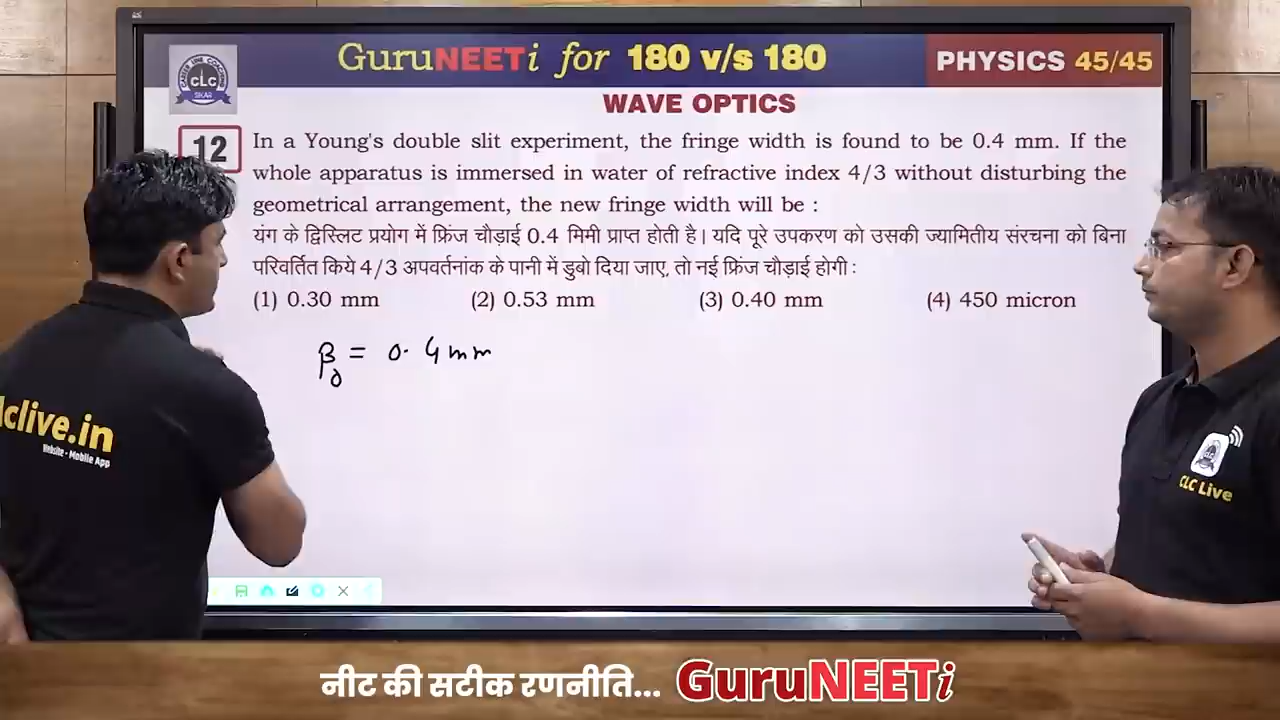 GuruNEETi for 180 v/s 180
PHYSICS 45/45
CLC
SIKAR
WAVE OPTICS
12
In a Young's double slit experiment, the fringe width is found to be 0.4 mm. If the
whole apparatus is immersed in water of refractive index 4/3 without disturbing the
geometrical arrangement, the new fringe width will be :
यंग के द्विस्लिट प्रयोग में फ्रिंज चौड़ाई 0.4 मिमी प्राप्त होती है। यदि पूरे उपकरण को उसकी ज्यामितीय संरचना को बिना
परिवर्तित किये 4/3 अपवर्तनाक के पानी में डुबो दिया जाए, तो नई फ्रिंज चौड़ाई होगी :
(1) 0.30 mm (2) 0.53 mm (3) 0.40 mm (4) 450 micron
β0 = 0.4 mm
clclive.in
Website - Mobile App
CLC Live
नीट की सटीक रणनीति... GuruNEETi